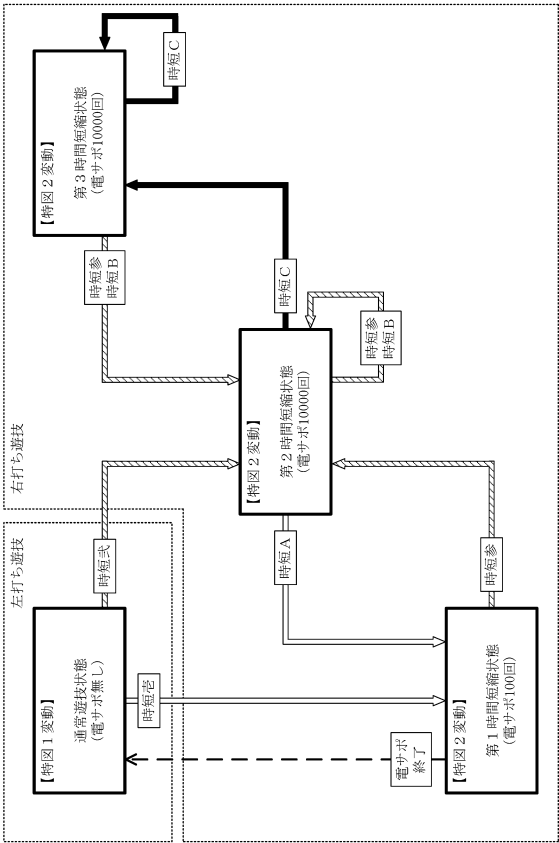 左打ち遊技
【特図１変動】
通常遊技状態
(電サポ無し)
時短弐
時短壱
電サポ
終了
【特図２変動】
第１時間短縮状態
(電サポ100回)
時短参
右打ち遊技
時短A
【特図２変動】
第２時間短縮状態
(電サポ10000回)
時短参
時短B
時短C
時短参
時短B
【特図２変動】
第３時間短縮状態
(電サポ10000回)
時短C